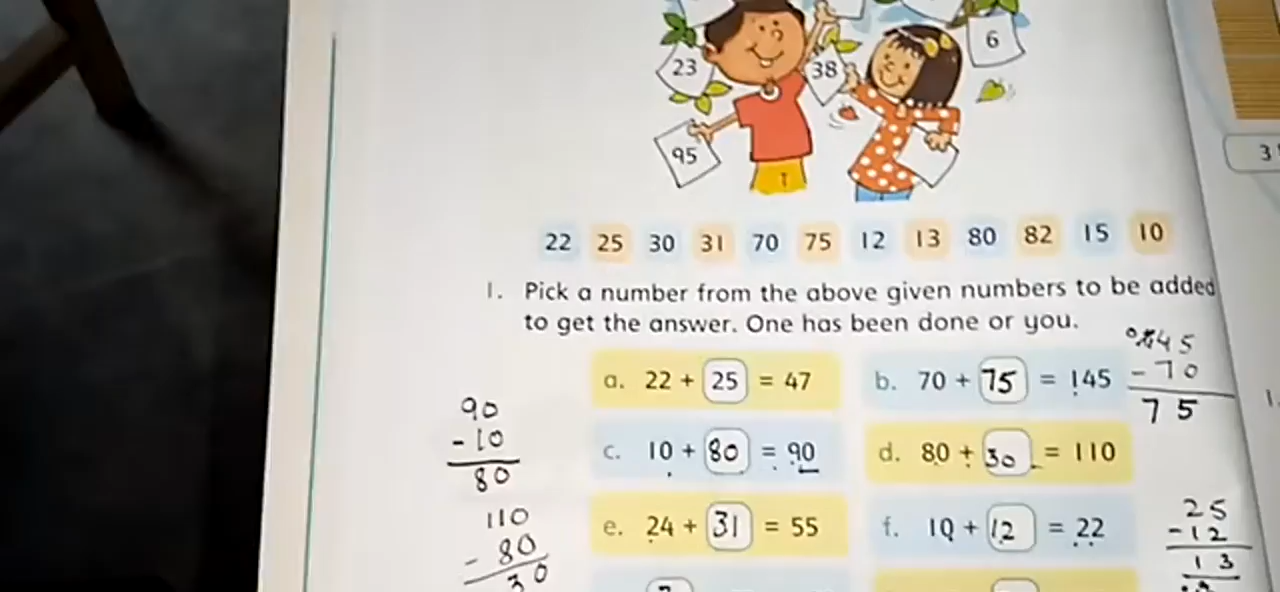 6
23
38
95
3
22 25 30 31 70 75 12 13 80 82 15 10
1. Pick a number from the above given numbers to be added
to get the answer. One has been done or you.
a. 22 + 25 = 47
b. 70 + 75 = 145
145
- 70
75
90
- 10
80
c. 10 + 80 = 90
d. 80 + 30 = 110
110
- 80
30
e. 24 + 31 = 55
f. 10 + 12 = 22
25
- 12
13
1.